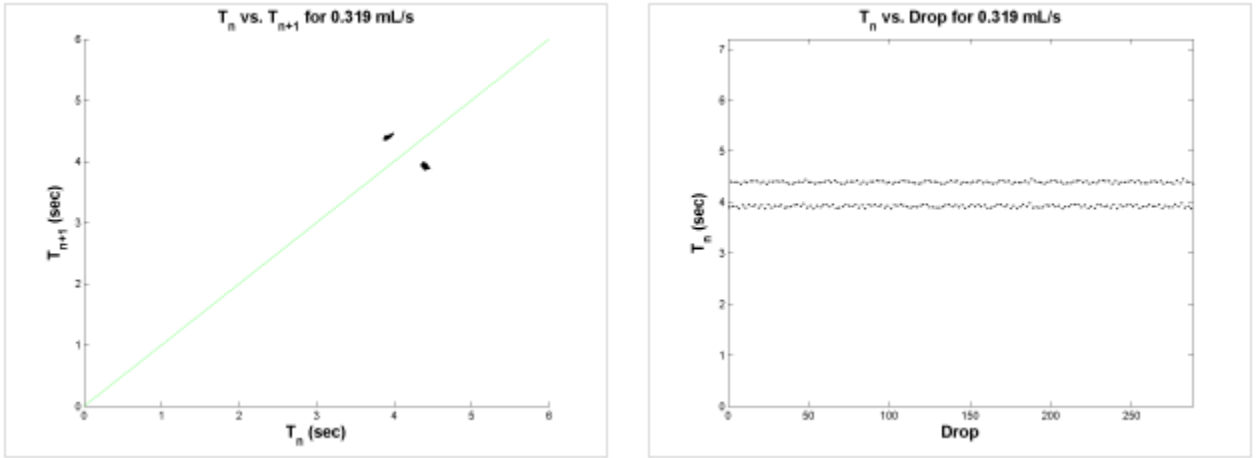 Tn vs. Tn+1 for 0.319 mL/s
6
5
4
3
2
1
0
Tn+1 (sec)
0 1 2 3 4 5 6
Tn (sec)
Tn vs. Drop for 0.319 mL/s
7
6
5
4
3
2
1
0
Tn (sec)
0 50 100 150 200 250
Drop